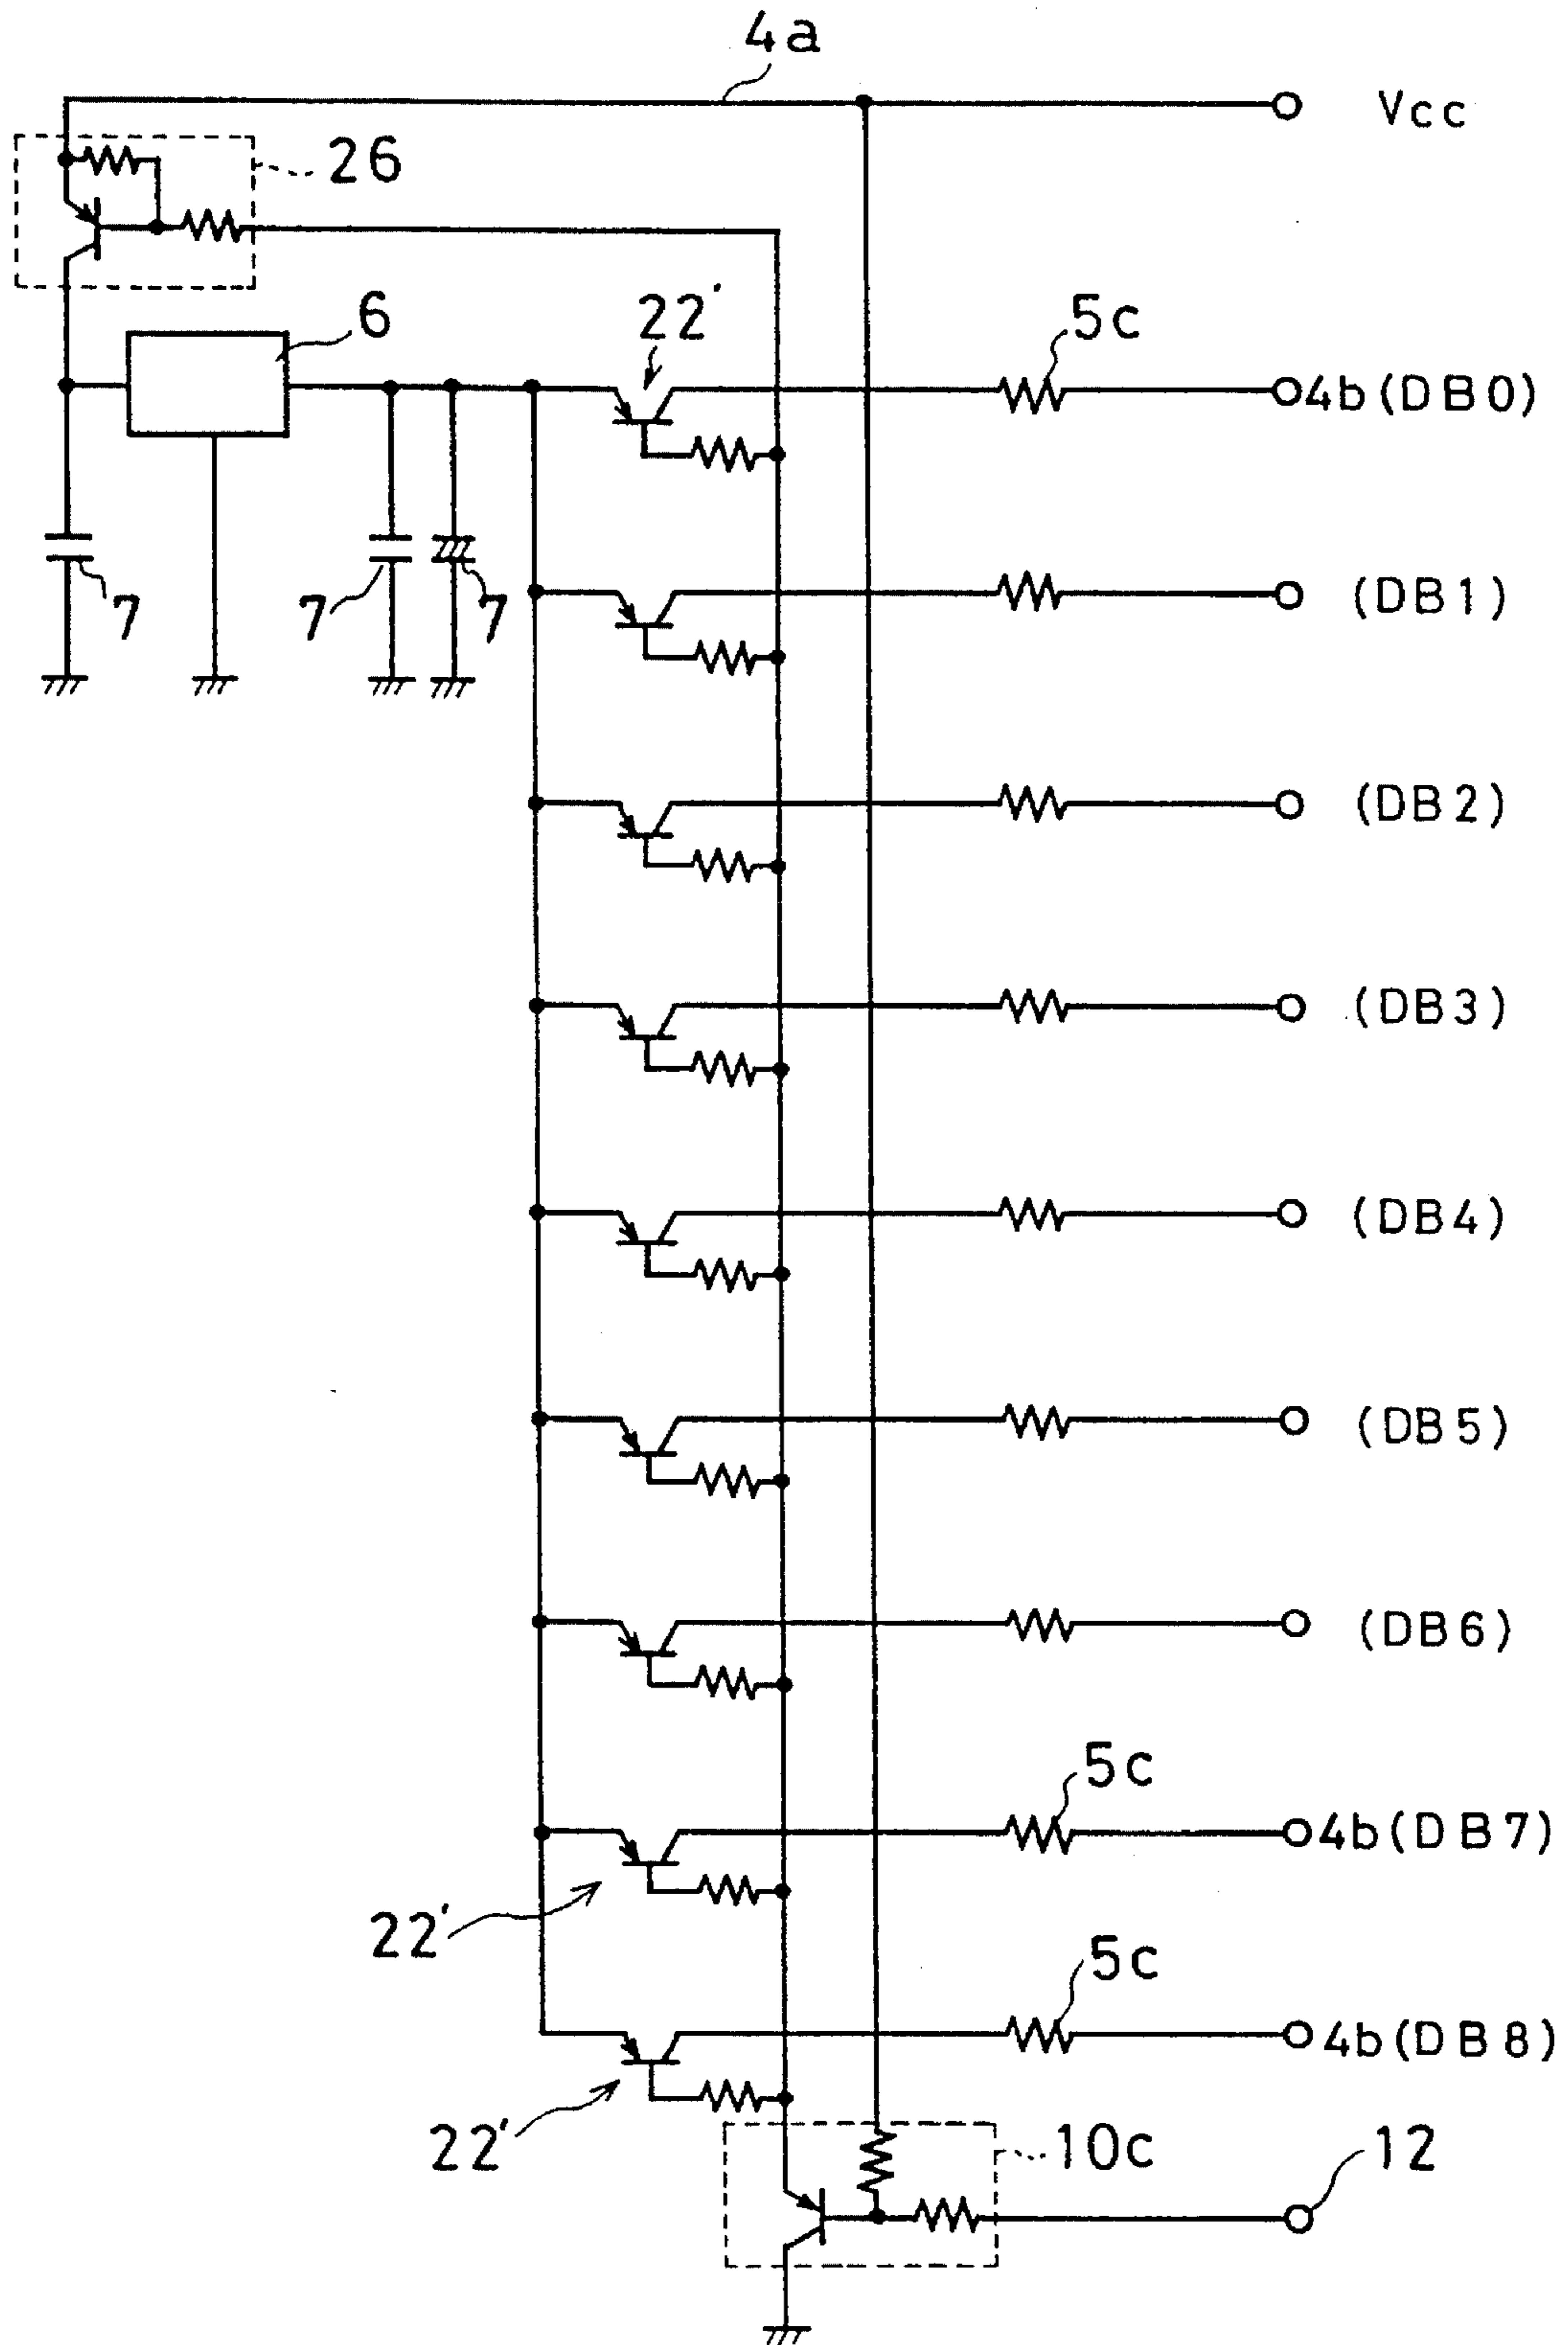 4a
Vcc
26
6
22'
5c
4b(DB0)
7
7
7
(DB1)
(DB2)
(DB3)
(DB4)
(DB5)
(DB6)
5c
4b(DB7)
22'
5c
4b(DB8)
22'
10c
12